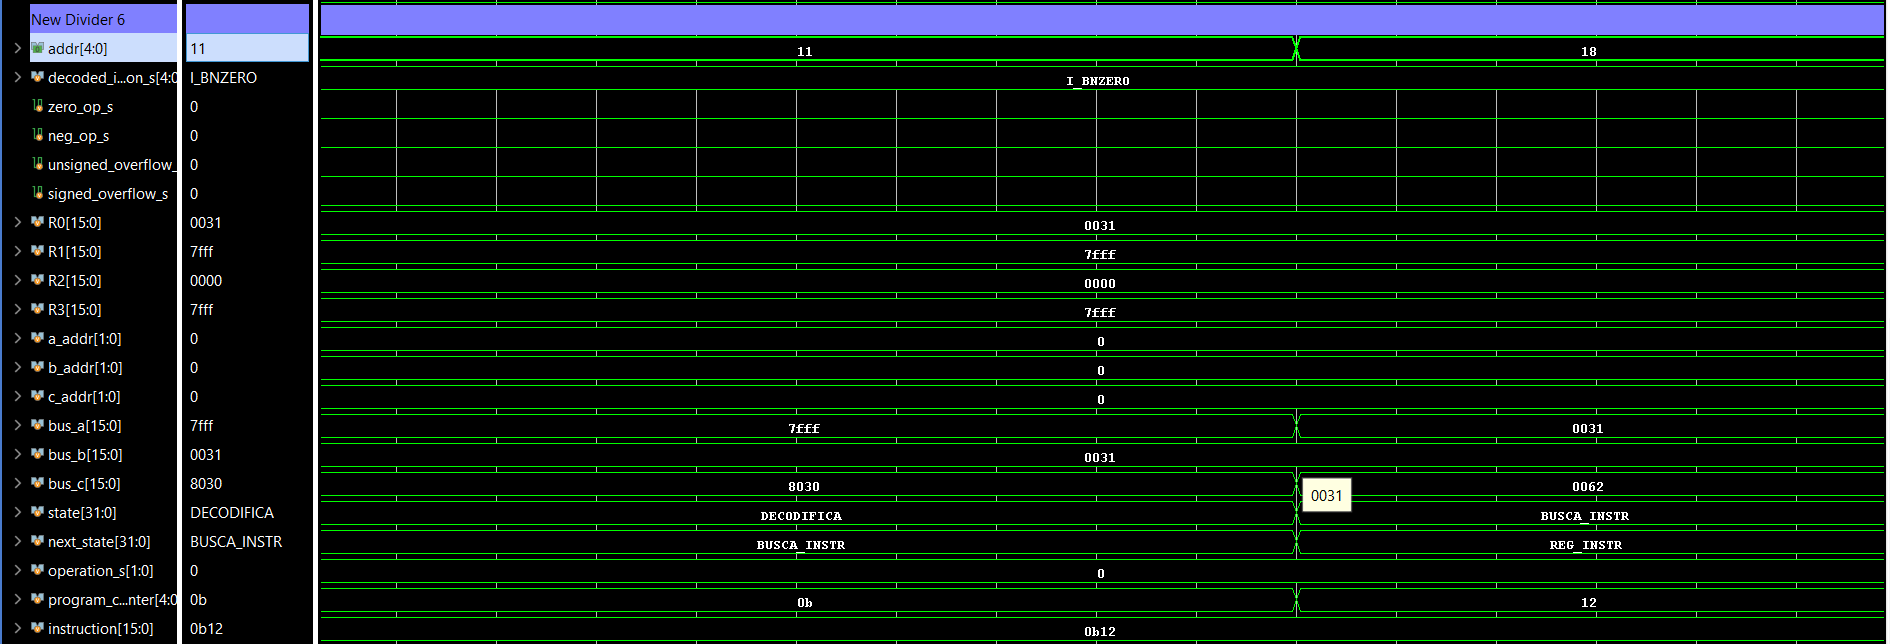 New Divider 6
addr[4:0] 11 11 18
decoded_i...on_s[4:0 I_BNZERO I_BNZERO
zero_op_s 0
neg_op_s 0
unsigned_overflow_ 0
signed_overflow_s 0
R0[15:0] 0031 0031
R1[15:0] 7fff 7fff
R2[15:0] 0000 0000
R3[15:0] 7fff 7fff
a_addr[1:0] 0 0
b_addr[1:0] 0 0
c_addr[1:0] 0 0
bus_a[15:0] 7fff 7fff 0031
bus_b[15:0] 0031 0031
bus_c[15:0] 8030 8030 0062
0031
state[31:0] DECODIFICA DECODIFICA BUSCA_INSTR
next_state[31:0] BUSCA_INSTR BUSCA_INSTR REG_INSTR
operation_s[1:0] 0 0
program_c...nter[4:0 0b 0b 12
instruction[15:0] 0b12 0b12